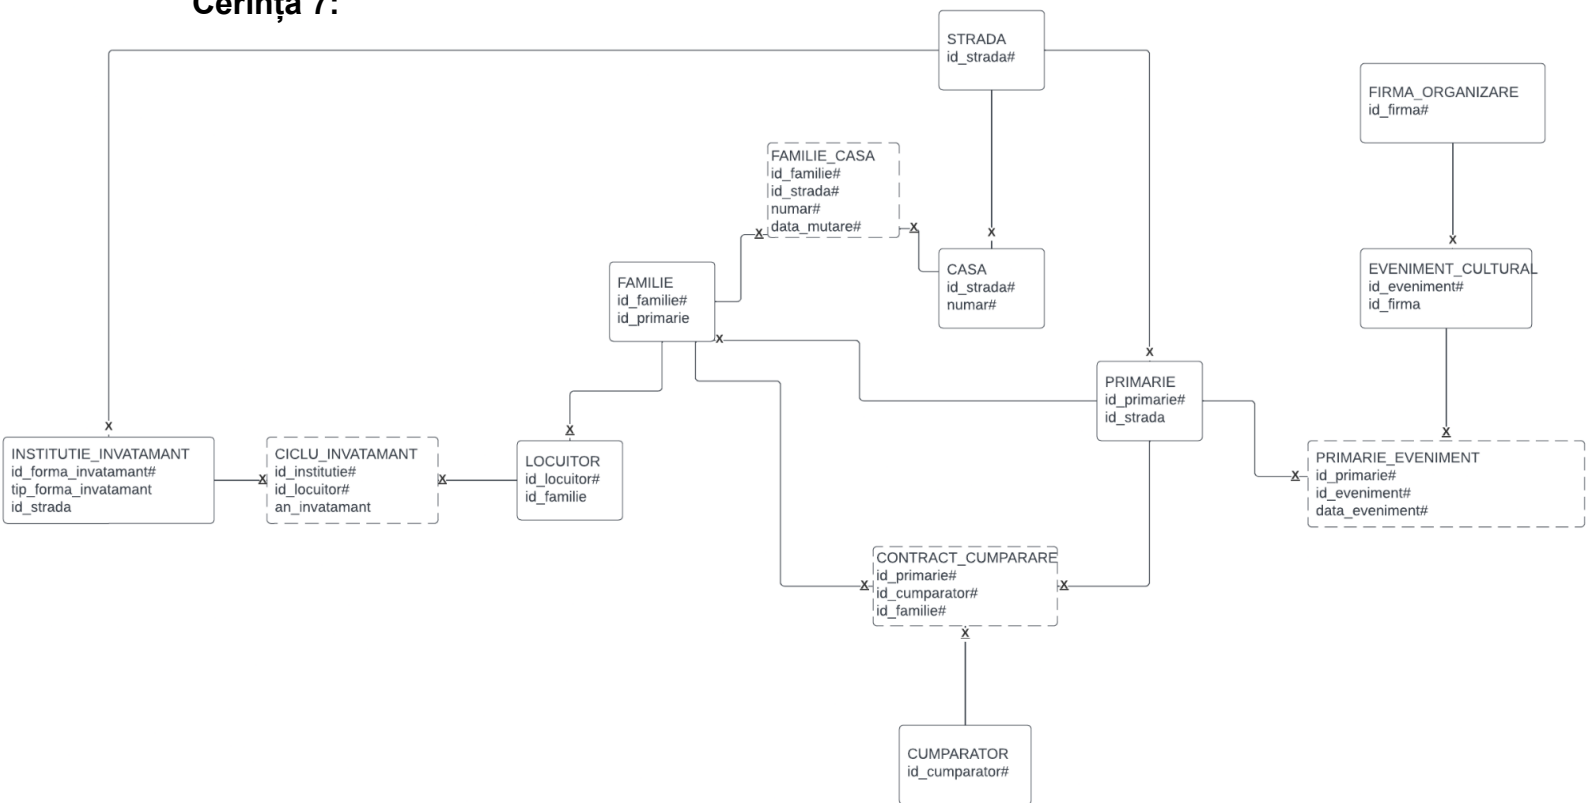 Cerința 7:
STRADA
id_strada#
FIRMA_ORGANIZARE
id_firma#
FAMILIE_CASA
id_familie#
id_strada#
numar#
data_mutare#
X
X
X
X
FAMILIE
id_familie#
id_primarie
CASA
id_strada#
numar#
EVENIMENT_CULTURAL
id_eveniment#
id_firma
X
X
PRIMARIE
id_primarie#
id_strada
X
X
X
INSTITUTIE_INVATAMANT
id_forma_invatamant#
tip_forma_invatamant
id_strada
X
CICLU_INVATAMANT
id_institutie#
id_locuitor#
an_invatamant
X
LOCUITOR
id_locuitor#
id_familie
X
PRIMARIE_EVENIMENT
id_primarie#
id_eveniment#
data_eveniment#
X
CONTRACT_CUMPARARE
id_primarie#
id_cumparator#
id_familie#
X
X
CUMPARATOR
id_cumparator#